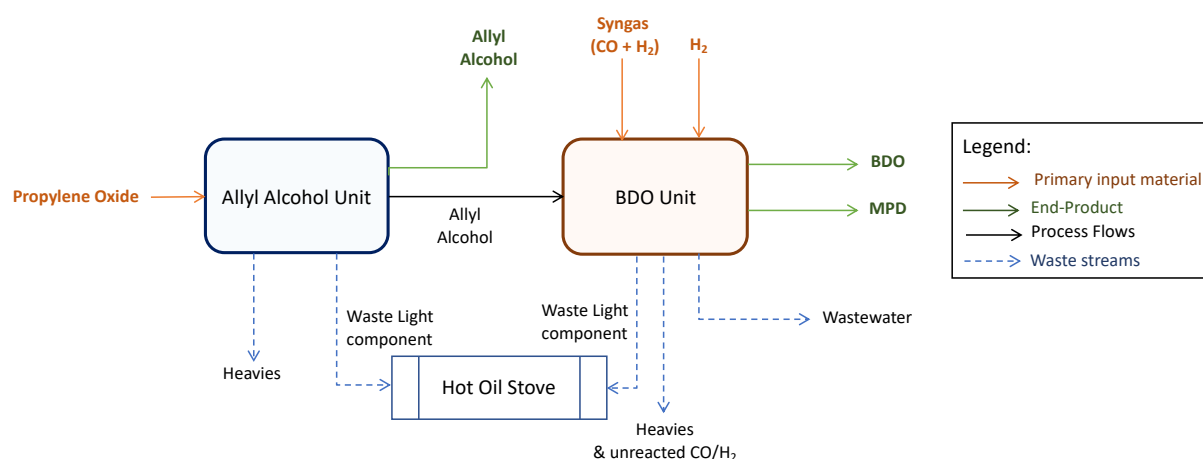 Allyl
Alcohol
Syngas
(CO + H₂)
H₂
Propylene Oxide
Allyl Alcohol Unit
Allyl
Alcohol
BDO Unit
BDO
MPD
Legend:
Primary input material
End-Product
Process Flows
Waste streams
Heavies
Waste Light
component
Hot Oil Stove
Waste Light
component
Heavies
& unreacted CO/H₂
Wastewater